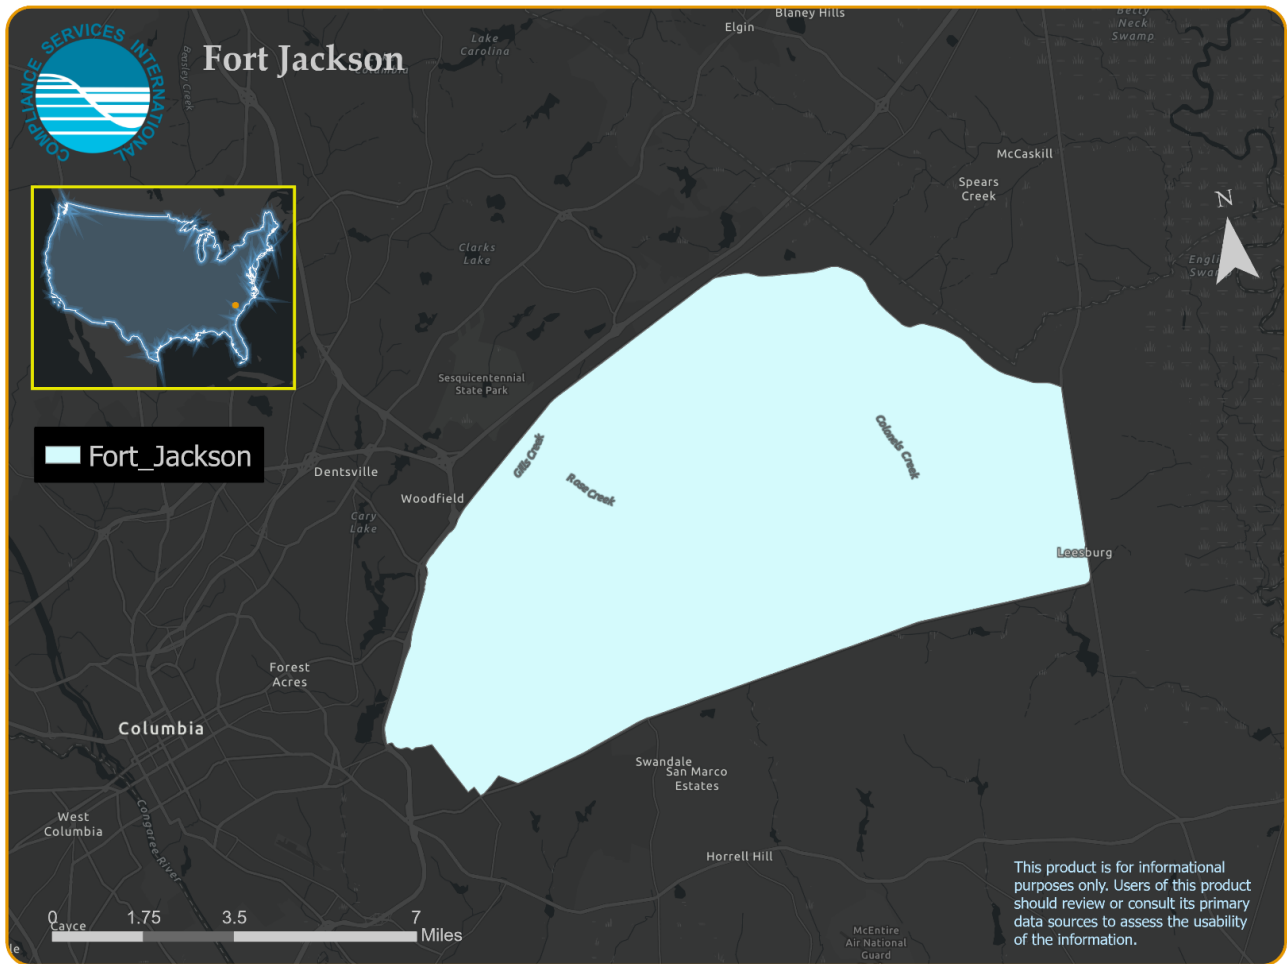 Blaney Hills
Elgin
Betty
Neck
Swamp
COMPLIANCE SERVICES INTERNATIONAL
Fort Jackson
Columbia
Lake
Carolina
Beasley Creek
McCaskill
Spears
Creek
N
Clarks
Lake
Sesquicentennial
State Park
Fort_Jackson
Dentsville
Woodfield
Cary
Lake
Gills Creek
Rose Creek
Colonels Creek
Leesburg
Forest
Acres
Columbia
Swandale
San Marco
Estates
West
Columbia
Congaree River
Horrell Hill
McEntire
Air National
Guard
Cayce
0 1.75 3.5 7
Miles
This product is for informational
purposes only. Users of this product
should review or consult its primary
data sources to assess the usability
of the information.